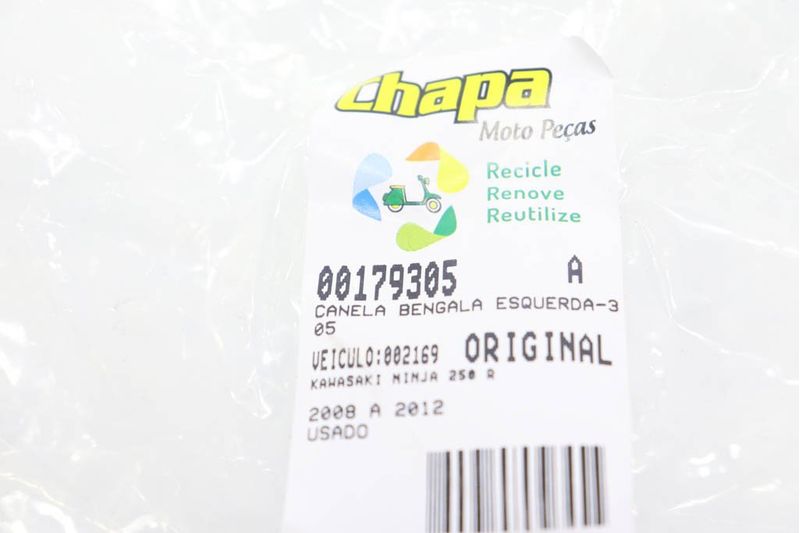 Chapa
Moto Peças
Recicle
Renove
Reutilize
00179305 A
CANELA BENGALA ESQUERDA-3
05
VEICULO:002169 ORIGINAL
KAWASAKI NINJA 250 R
2008 A 2012
USADO